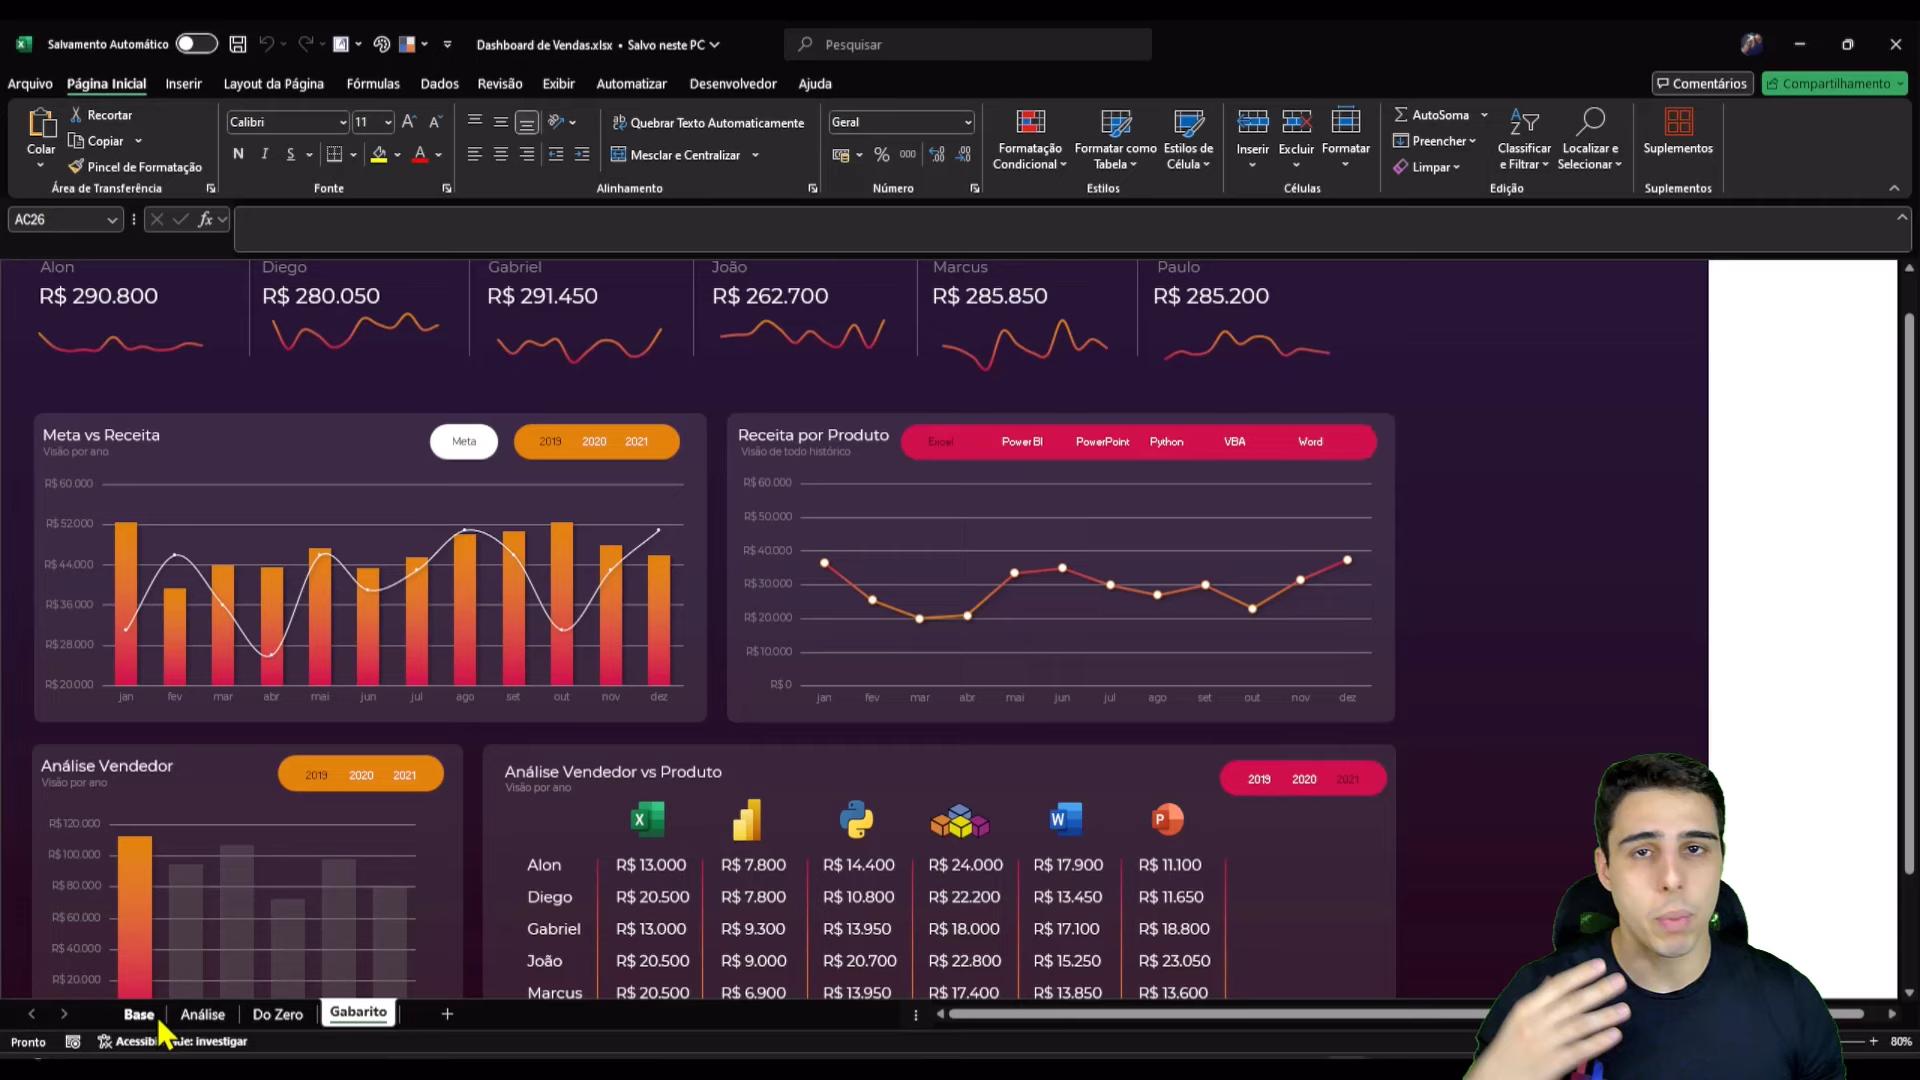 Salvamento Automático
Dashboard de Vendas.xlsx • Salvo neste PC
Pesquisar
Arquivo Página Inicial Inserir Layout da Página Fórmulas Dados Revisão Exibir Automatizar Desenvolvedor Ajuda
Comentários Compartilhamento
Colar
Recortar
Copiar
Pincel de Formatação
Área de Transferência
Calibri 11
N I S
Fonte
Quebrar Texto Automaticamente
Mesclar e Centralizar
Alinhamento
Geral
% 000
Número
Formatação Condicional
Formatar como Tabela
Estilos de Célula
Estilos
Inserir Excluir Formatar
Células
AutoSoma
Preencher
Limpar
Classificar e Filtrar
Localizar e Selecionar
Edição
Suplementos
Suplementos
AC26
fx
Alon Diego Gabriel João Marcus Paulo
R$ 290.800 R$ 280.050 R$ 291.450 R$ 262.700 R$ 285.850 R$ 285.200
Meta vs Receita
Visão por ano
Meta
2019 2020 2021
R$ 60.000
R$ 52.000
R$ 44.000
R$ 36.000
R$ 28.000
R$ 20.000
jan fev mar abr mai jun jul ago set out nov dez
Receita por Produto
Visão de todo histórico
Excel Power BI PowerPoint Python VBA Word
R$ 60.000
R$ 50.000
R$ 40.000
R$ 30.000
R$ 20.000
R$ 10.000
R$ 0
jan fev mar abr mai jun jul ago set out nov dez
Análise Vendedor
Visão por ano
2019 2020 2021
R$ 120.000
R$ 100.000
R$ 80.000
R$ 60.000
R$ 40.000
R$ 20.000
Análise Vendedor vs Produto
Visão por ano
2019 2020 2021
X W P
Alon R$ 13.000 R$ 7.800 R$ 14.400 R$ 24.000 R$ 17.900 R$ 11.100
Diego R$ 20.500 R$ 7.800 R$ 10.800 R$ 22.200 R$ 13.450 R$ 11.650
Gabriel R$ 13.000 R$ 9.300 R$ 13.950 R$ 18.000 R$ 17.100 R$ 18.800
João R$ 20.500 R$ 9.000 R$ 20.700 R$ 22.800 R$ 15.250 R$ 23.050
Marcus R$ 20.500 R$ 6.900 R$ 13.950 R$ 17.400 R$ 13.850 R$ 13.600
Base Análise Do Zero Gabarito
Pronto
investigar
80%